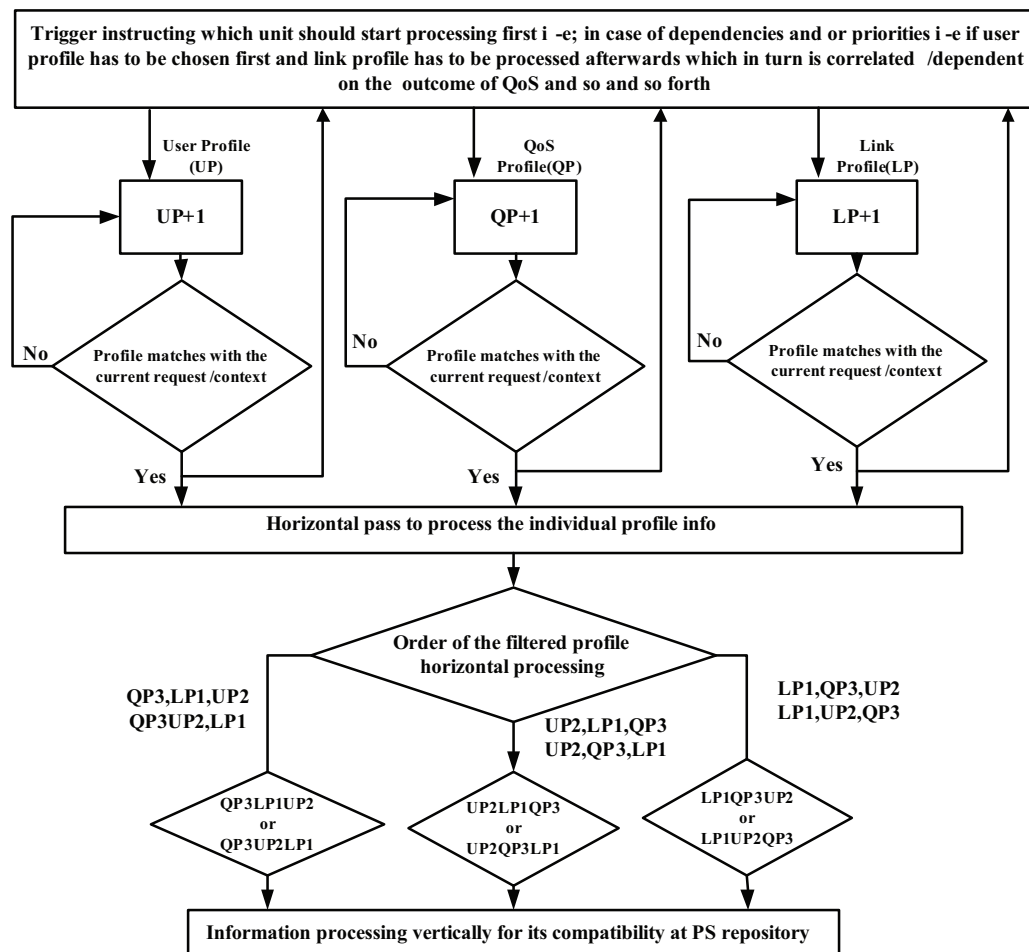 Trigger instructing which unit should start processing first i -e; in case of dependencies and or priorities i -e if user
profile has to be chosen first and link profile has to be processed afterwards which in turn is correlated /dependent
on the outcome of QoS and so and so forth
User Profile
(UP)
QoS
Profile(QP)
Link
Profile(LP)
UP+1
QP+1
LP+1
No
Profile matches with the
current request /context
No
Profile matches with the
current request /context
No
Profile matches with the
current request /context
Yes
Yes
Yes
Horizontal pass to process the individual profile info
Order of the filtered profile
horizontal processing
QP3,LP1,UP2
QP3UP2,LP1
UP2,LP1,QP3
UP2,QP3,LP1
LP1,QP3,UP2
LP1,UP2,QP3
QP3LP1UP2
or
QP3UP2LP1
UP2LP1QP3
or
UP2QP3LP1
LP1QP3UP2
or
LP1UP2QP3
Information processing vertically for its compatibility at PS repository